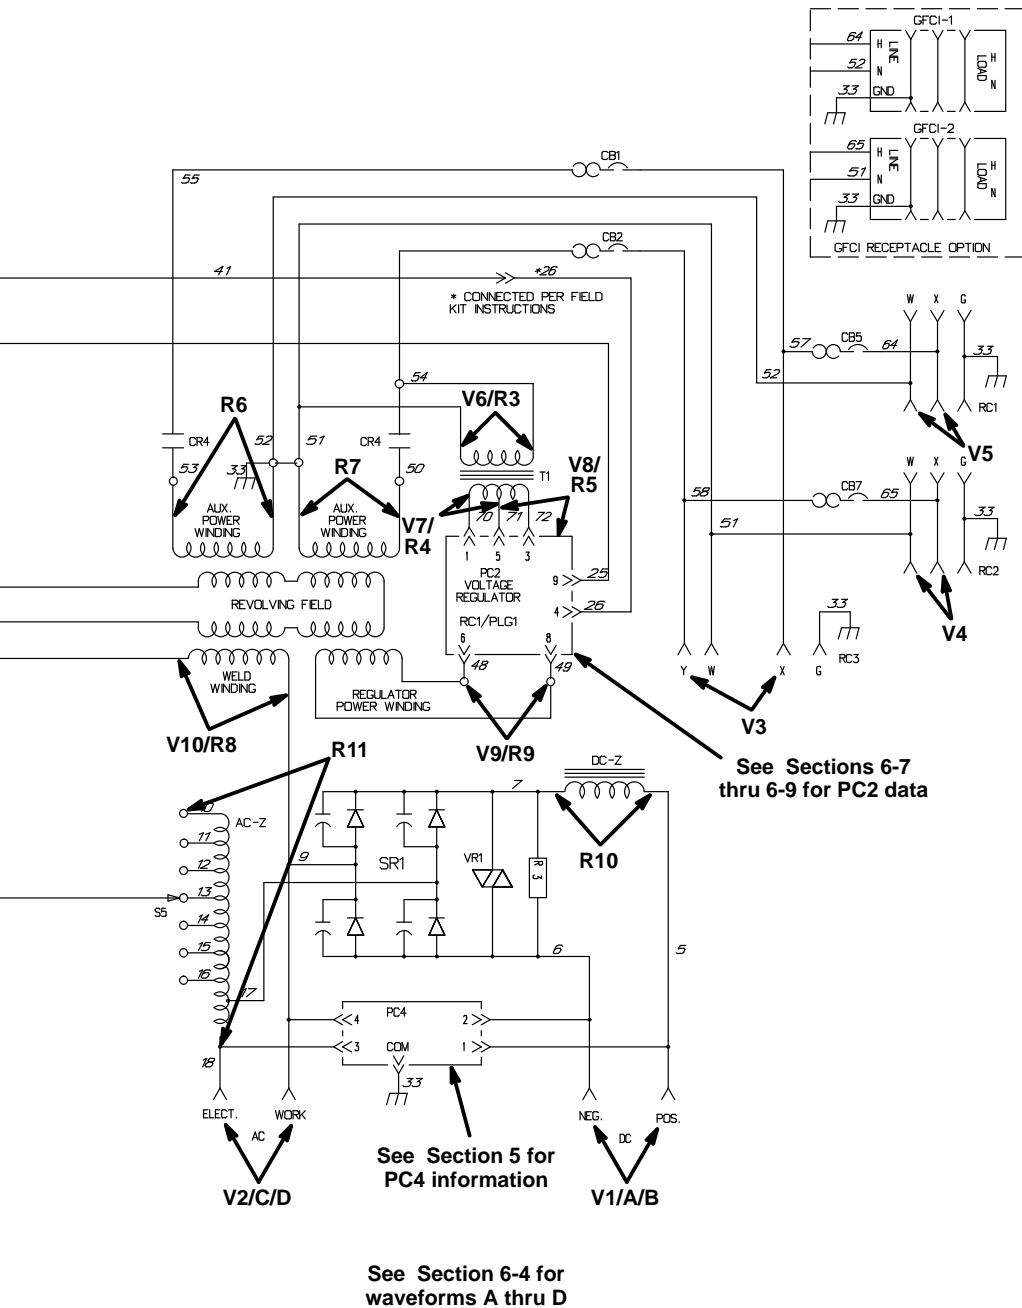 GFCI-1
64
H
LINE
LOAD
H
52
N
N
33
GND
GFCI-2
65
H
LINE
LOAD
H
51
N
N
33
GND
GFCI RECEPTACLE OPTION
CB1
55
CB2
41
*26
* CONNECTED PER FIELD
KIT INSTRUCTIONS
W X G
57
CB5
64
33
52
RC1
V5
54
V6/R3
R6
CR4
52
51
CR4
53
33
R7
50
T1
V8/
R5
W X G
58
CB7
65
33
51
RC2
V4
AUX.
POWER
WINDING
AUX.
POWER
WINDING
V7/
R4
70
71
72
1 5 3
PC2
VOLTAGE
REGULATOR
9
25
4
26
RC1/PLG1
6 8
REVOLVING FIELD
33
RC3
48
49
Y W X G
WELD
WINDING
REGULATOR
POWER WINDING
V3
V10/R8
V9/R9
R11
See Sections 6-7
thru 6-9 for PC2 data
DC-Z
7
10
AC-Z
11
9
SR1
VR1
R3
R10
12
13
S5
14
15
16
17
6
5
PC4
4
2
3
COM
1
18
33
ELECT.
WORK
AC
NEG.
POS.
DC
See Section 5 for
PC4 information
V2/C/D
V1/A/B
See Section 6-4 for
waveforms A thru D